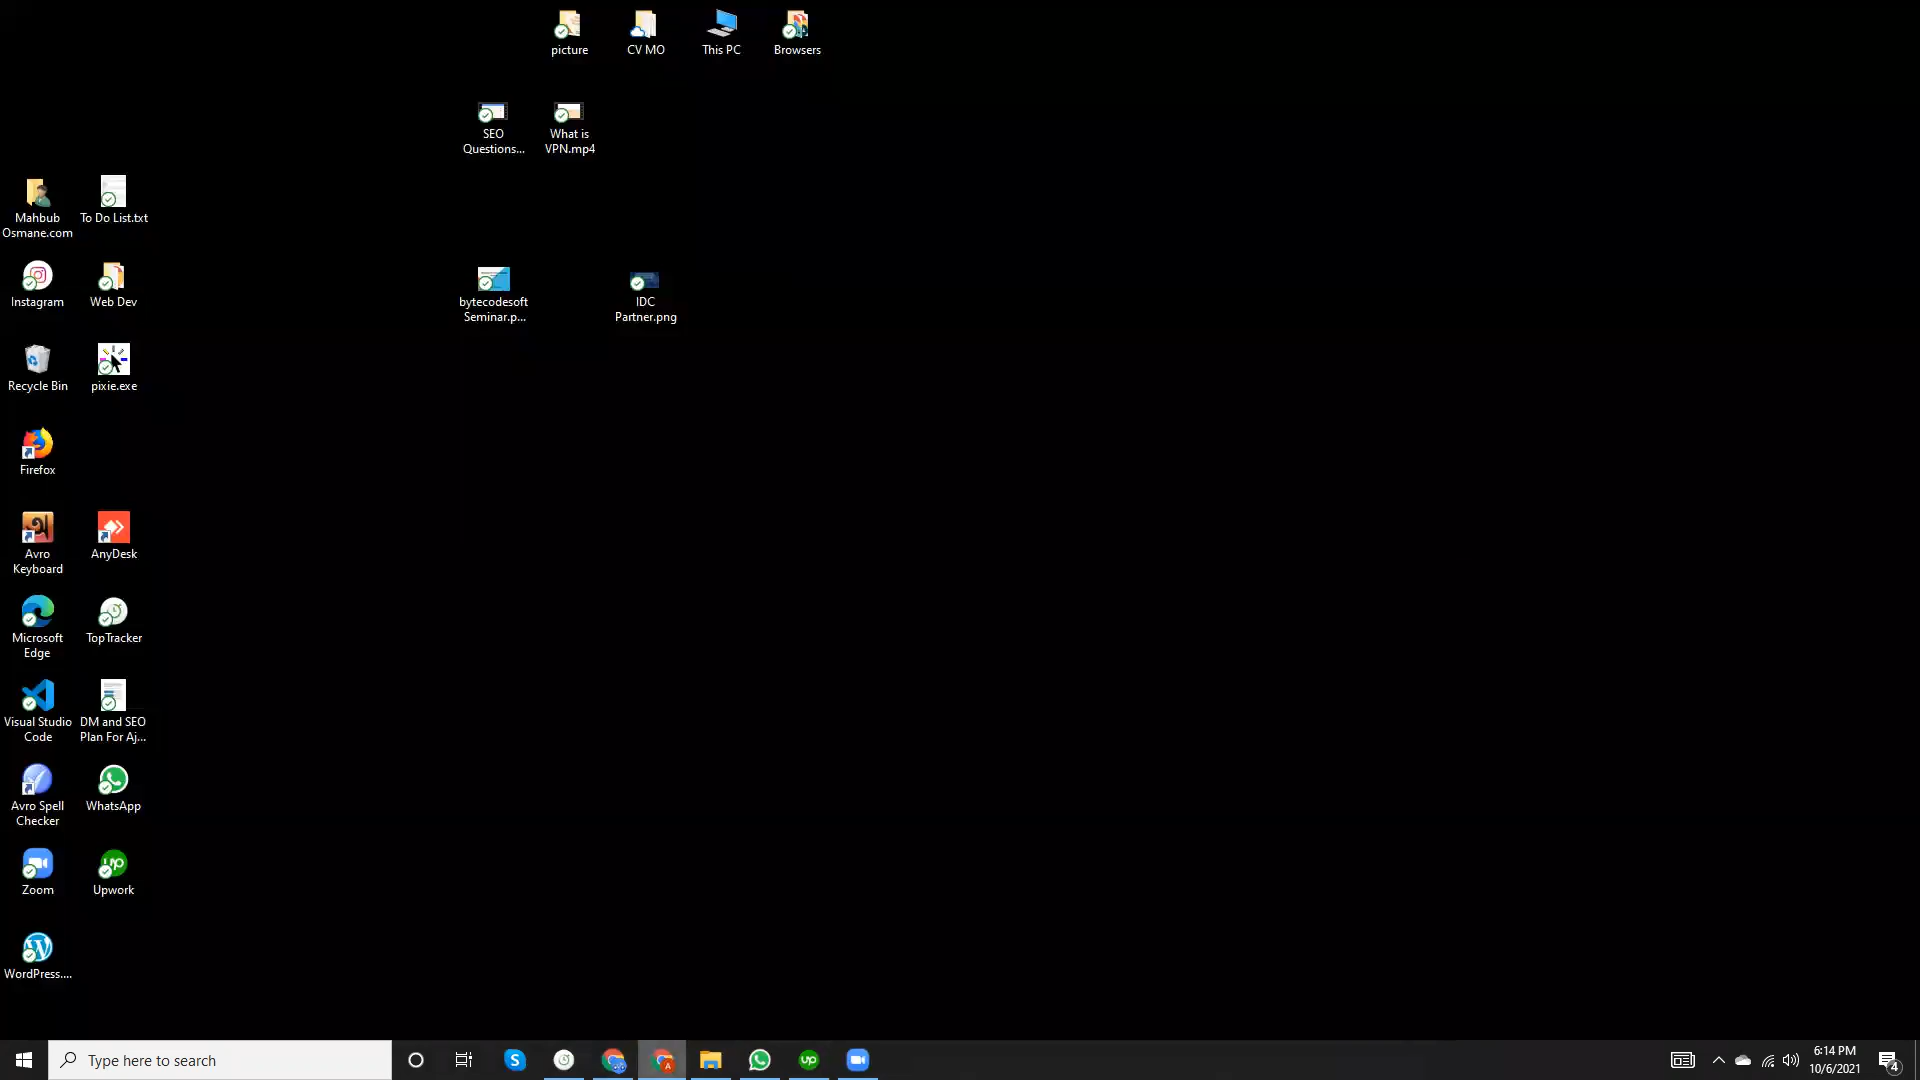 picture
CV MO
This PC
Browsers
SEO
Questions...
What is
VPN.mp4
Mahbub
Osmane.com
To Do List.txt
Instagram
Web Dev
bytecodesoft
Seminar.p...
IDC
Partner.png
Recycle Bin
pixie.exe
Firefox
Avro
Keyboard
AnyDesk
Microsoft
Edge
TopTracker
Visual Studio
Code
DM and SEO
Plan For Aj...
Avro Spell
Checker
WhatsApp
Zoom
up
Upwork
WordPress....
Type here to search
S
A
up
6:14 PM
10/6/2021
4